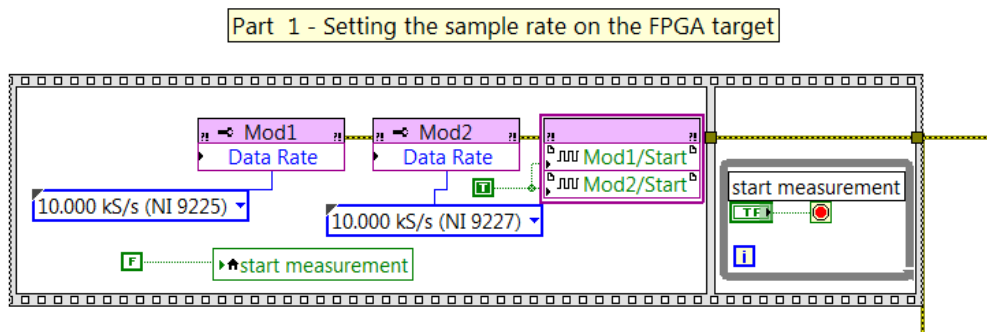 Part 1 - Setting the sample rate on the FPGA target
Mod1
Data Rate
Mod2
Data Rate
Mod1/Start
Mod2/Start
T
10.000 kS/s (NI 9225)
10.000 kS/s (NI 9227)
F
start measurement
start measurement
TF
i